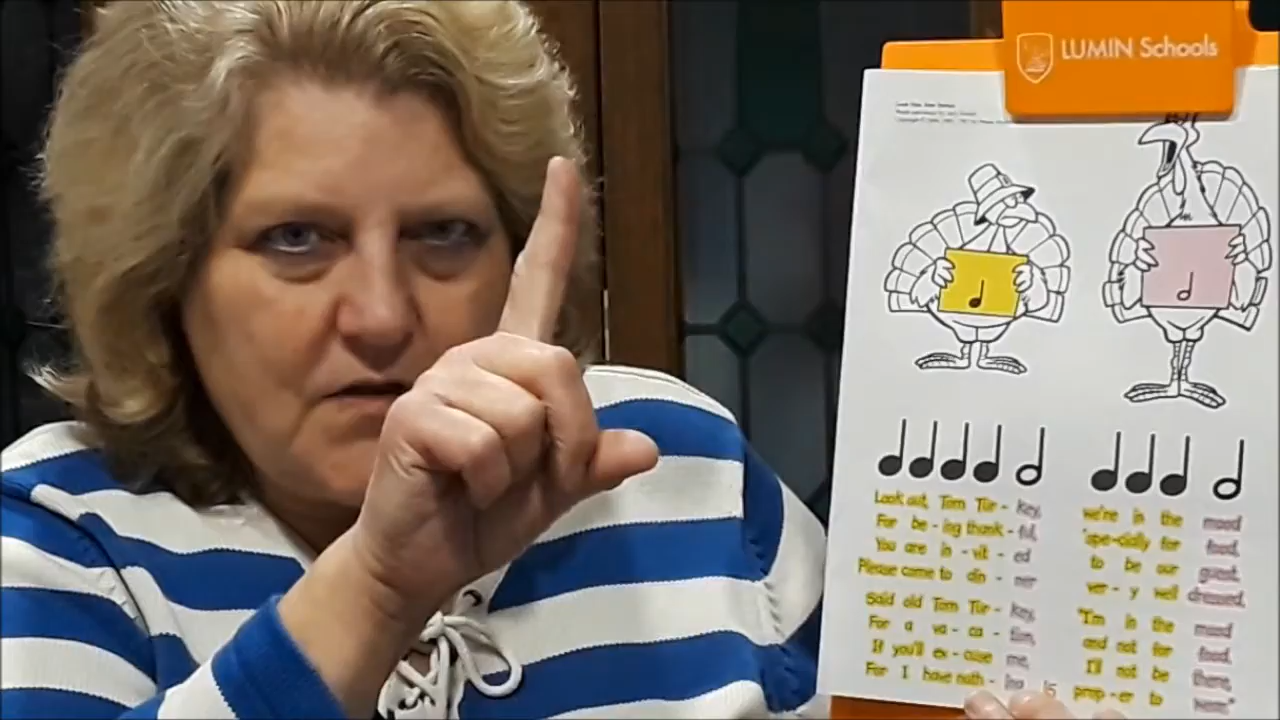 LUMIN Schools
Look out, Tom Tur - key, we're in the mood
For be - ing thank - ful, 'spe-cially for food,
You are in - vit - ed to be our guest.
Please come to din - ner ver - y well dressed.
Said old Tom Tur - key, "I'm in the mood
For a va - ca - tion, and not for food.
If you'll ex - cuse me, I'll not be there,
For I have noth - ing prop - er to